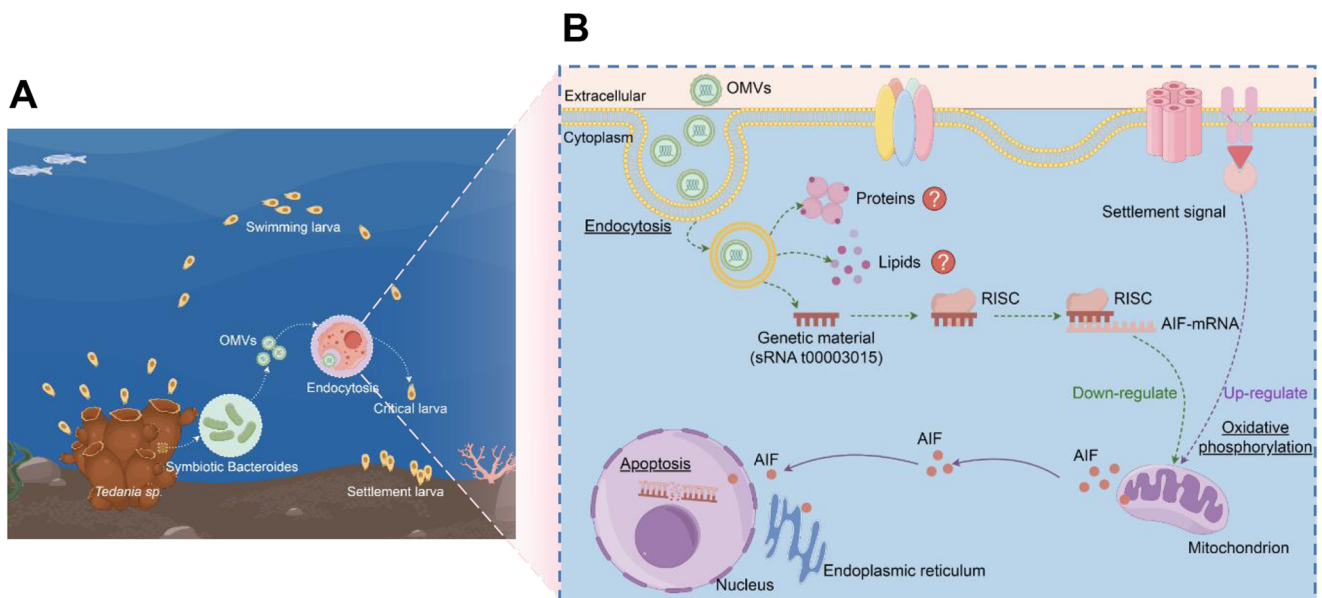 A
Swimming larva
OMVs
Endocytosis
Critical larva
Symbiotic Bacteroides
Tedania sp.
Settlement larva
B
Extracellular
OMVs
Cytoplasm
Endocytosis
Proteins ?
Lipids ?
Settlement signal
RISC
RISC
AIF-mRNA
Genetic material
(sRNA t00003015)
Down-regulate
Up-regulate
Oxidative
phosphorylation
AIF
AIF
AIF
Apoptosis
Mitochondrion
Endoplasmic reticulum
Nucleus